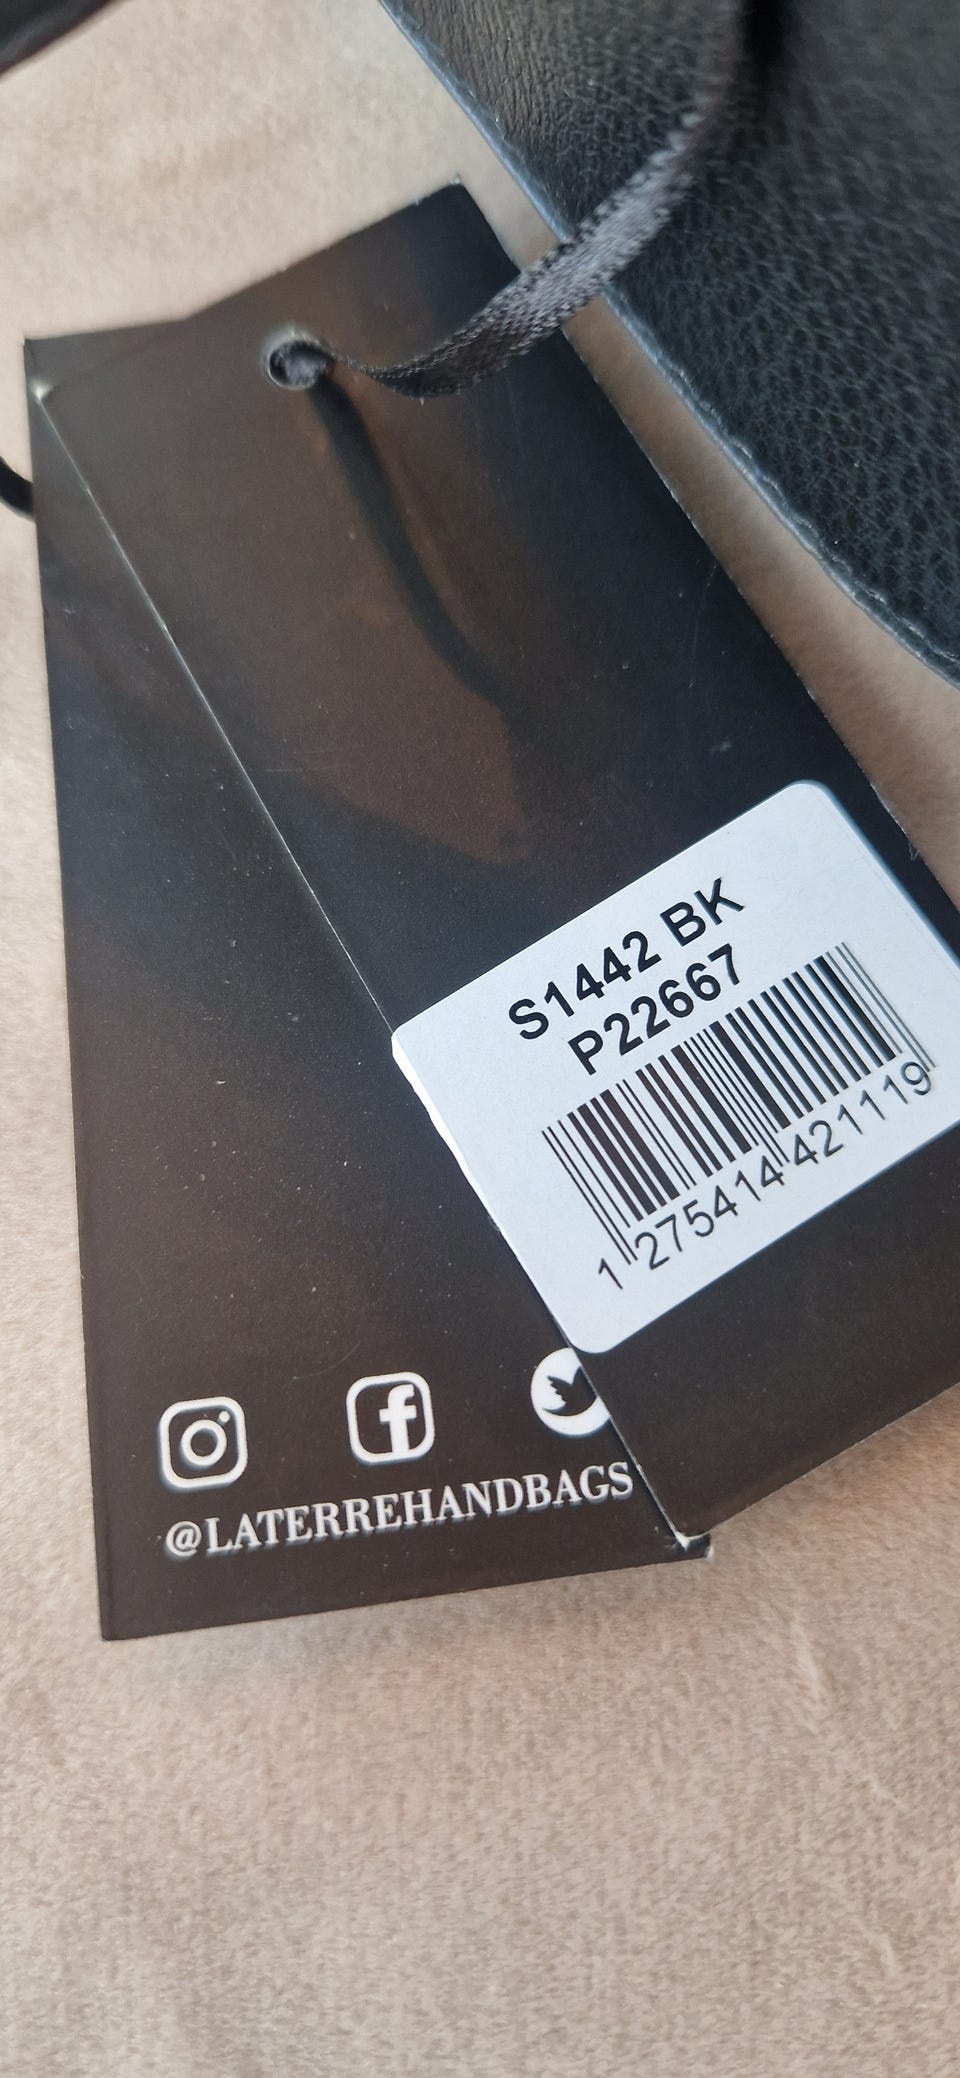 S1442 BK
P22667
1 275414 421119
@LATERREHANDBAGS